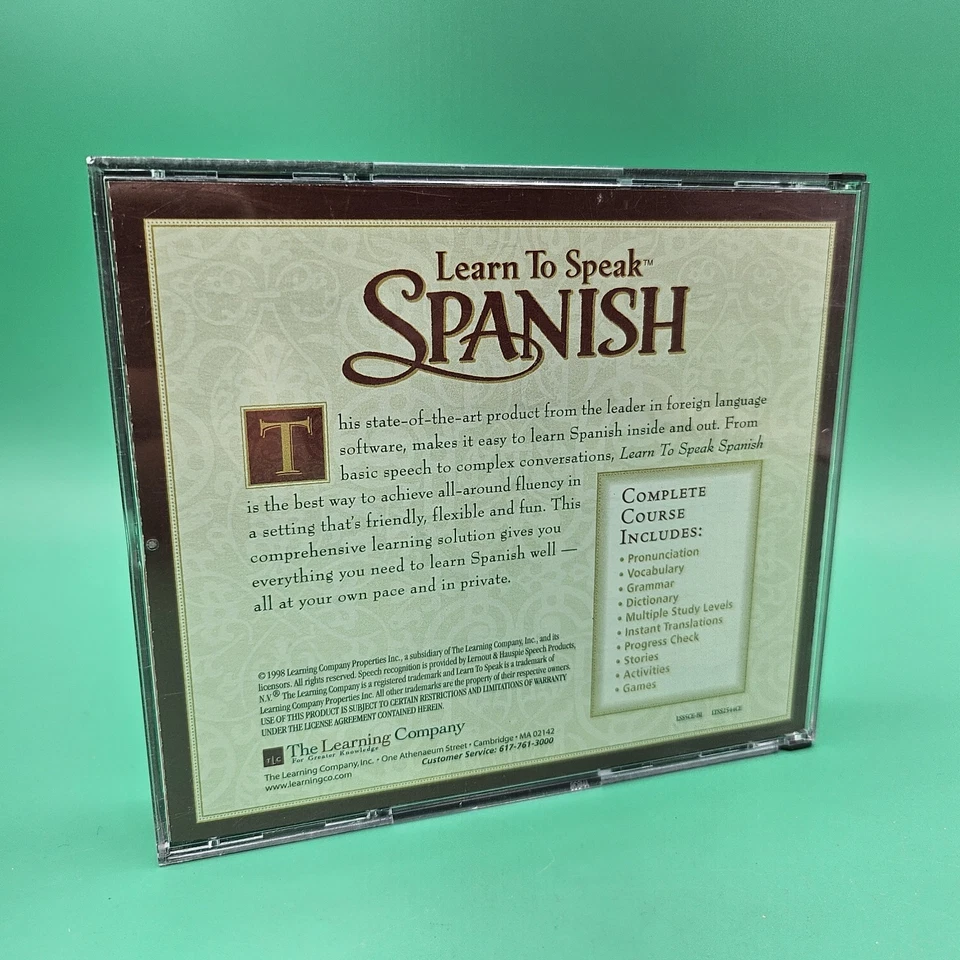 Learn To Speak™
SPANISH
This state-of-the-art product from the leader in foreign language
software, makes it easy to learn Spanish inside and out. From
basic speech to complex conversations, Learn To Speak Spanish
is the best way to achieve all-around fluency in
a setting that's friendly, flexible and fun. This
comprehensive learning solution gives you
everything you need to learn Spanish well —
all at your own pace and in private.
COMPLETE
COURSE
INCLUDES:
• Pronunciation
• Vocabulary
• Grammar
• Dictionary
• Multiple Study Levels
• Instant Translations
• Progress Check
• Stories
• Activities
• Games
© 1998 Learning Company Properties Inc., a subsidiary of The Learning Company, Inc., and its
licensors. All rights reserved. Speech recognition is provided by Lernout & Hauspie Speech Products,
N.V.® The Learning Company is a registered trademark and Learn To Speak is a trademark of
Learning Company Properties Inc. All other trademarks are the property of their respective owners.
USE OF THIS PRODUCT IS SUBJECT TO CERTAIN RESTRICTIONS AND LIMITATIONS OF WARRANTY
UNDER THE LICENSE AGREEMENT CONTAINED HEREIN.
TLC The Learning Company
For Greater Knowledge
The Learning Company, Inc. • One Athenaeum Street • Cambridge • MA 02142
www.learningco.com Customer Service: 617-761-3000